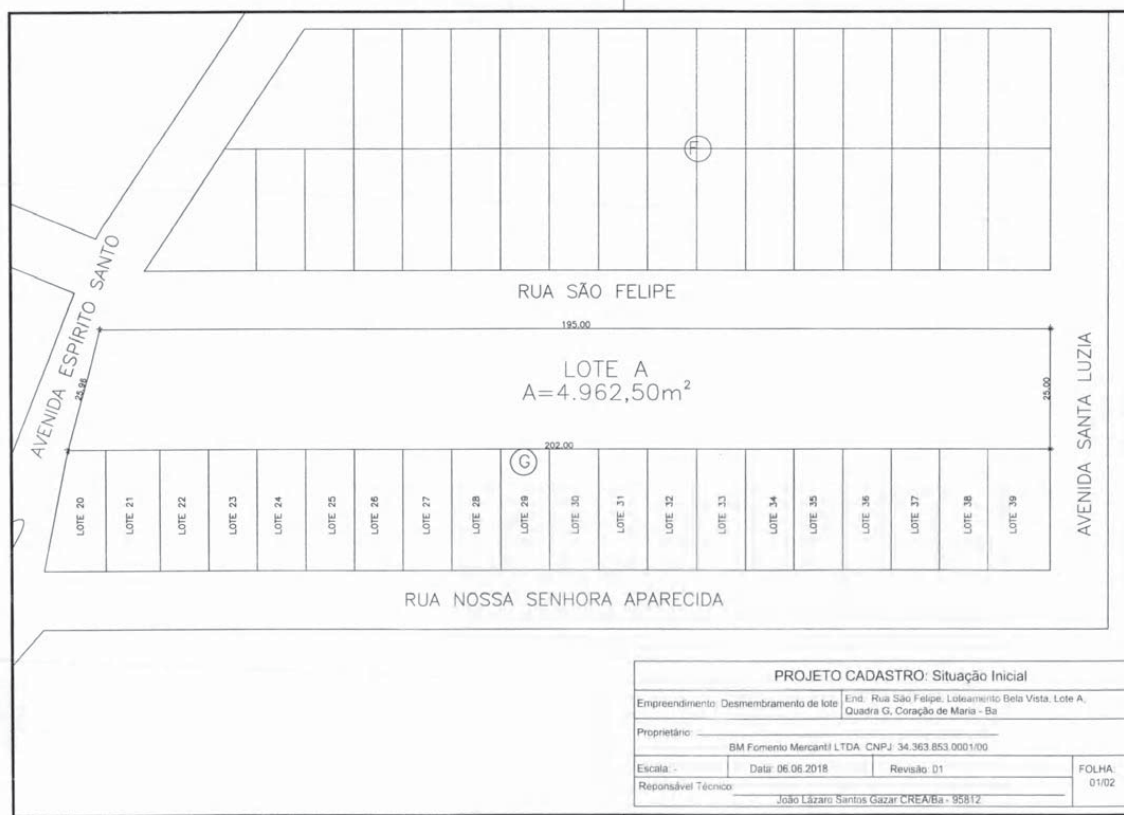 F
AVENIDA ESPÍRITO SANTO
RUA SÃO FELIPE
195.00
LOTE A
A=4.962,50m²
25.96
25.00
AVENIDA SANTA LUZIA
202.00
G
LOTE 20
LOTE 21
LOTE 22
LOTE 23
LOTE 24
LOTE 25
LOTE 26
LOTE 27
LOTE 28
LOTE 29
LOTE 30
LOTE 31
LOTE 32
LOTE 33
LOTE 34
LOTE 35
LOTE 36
LOTE 37
LOTE 38
LOTE 39
RUA NOSSA SENHORA APARECIDA
PROJETO CADASTRO: Situação Inicial
Empreendimento: Desmembramento de lote
End. Rua São Felipe, Loteamento Bela Vista, Lote A,
Quadra G, Coração de Maria - Ba
Proprietário:
BM Fomento Mercantil LTDA CNPJ: 34.363.853.0001/00
Escala: -
Data: 06.06.2018
Revisão: 01
FOLHA:
01/02
Responsável Técnico:
João Lázaro Santos Gazar CREA/Ba - 95812